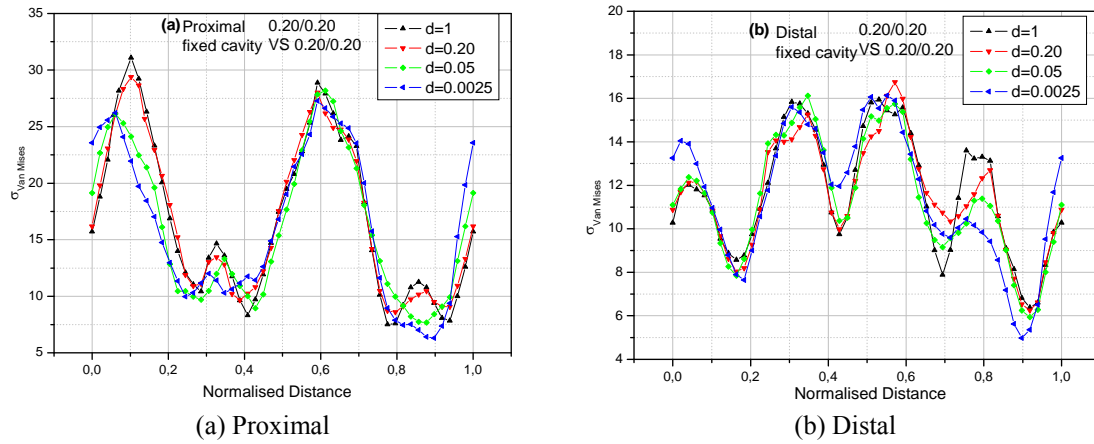 (a) Proximal 0.20/0.20
fixed cavity VS 0.20/0.20
d=1
d=0.20
d=0.05
d=0.0025
35
30
25
20
15
10
5
σVan Mises
0,0 0,2 0,4 0,6 0,8 1,0
Normalised Distance
(a) Proximal
(b) Distal 0.20/0.20
fixed cavity VS 0.20/0.20
d=1
d=0.20
d=0.05
d=0.0025
20
18
16
14
12
10
8
6
4
σVan Mises
0,0 0,2 0,4 0,6 0,8 1,0
Normalised Distance
(b) Distal